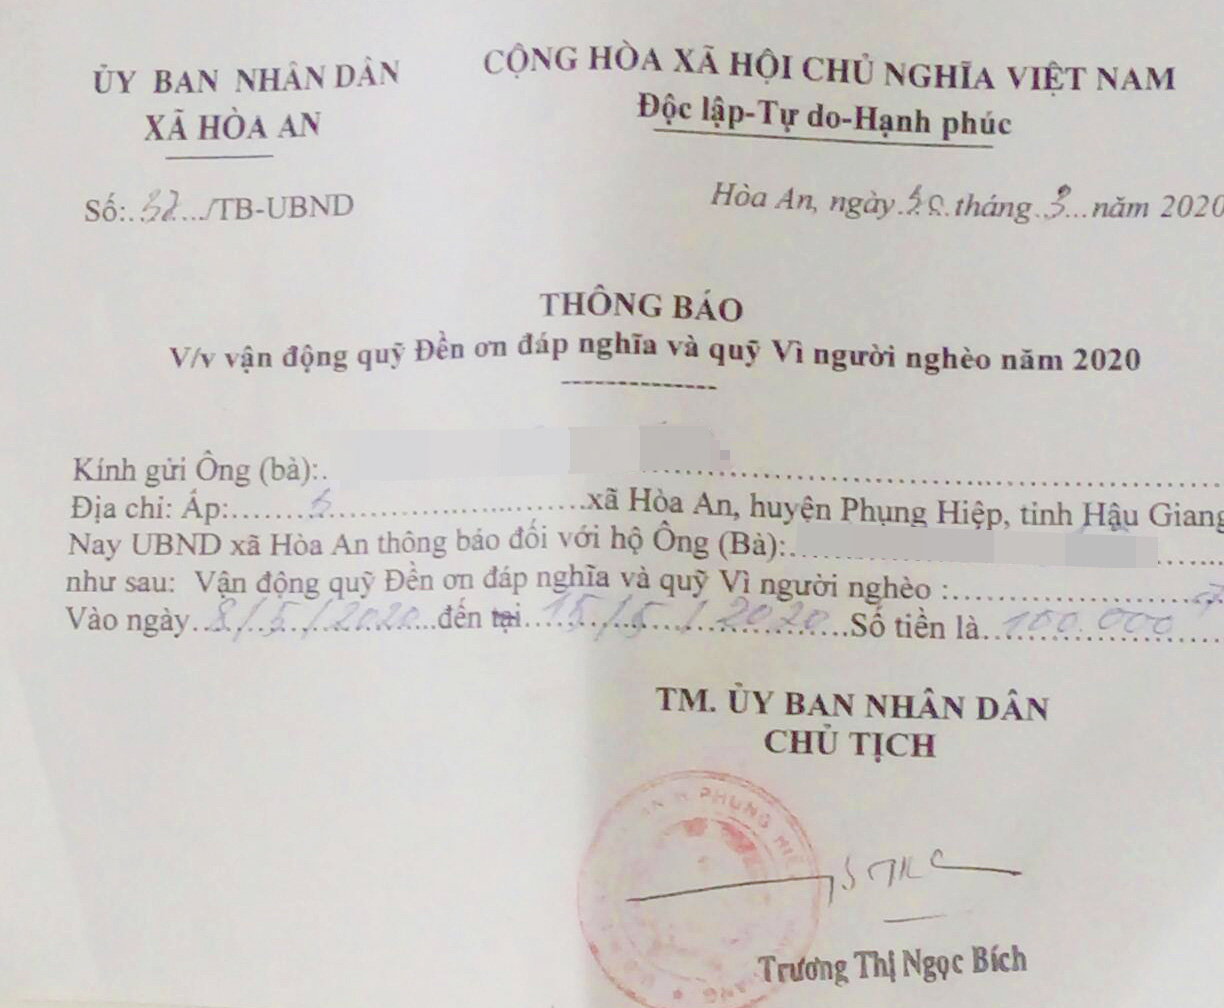 ỦY BAN NHÂN DÂN
XÃ HÒA AN
CỘNG HÒA XÃ HỘI CHỦ NGHĨA VIỆT NAM
Độc lập-Tự do-Hạnh phúc
Số:......./TB-UBND
Hòa An, ngày......tháng.3...năm 2020
THÔNG BÁO
V/v vận động quỹ Đền ơn đáp nghĩa và quỹ Vì người nghèo năm 2020
Kính gửi Ông (bà):
Địa chỉ: Ấp:..............xã Hòa An, huyện Phụng Hiệp, tỉnh Hậu Giang
Nay UBND xã Hòa An thông báo đối với hộ Ông (Bà):
như sau: Vận động quỹ Đền ơn đáp nghĩa và quỹ Vì người nghèo :..............
Vào ngày 8/5/2020 đến tại 15/5/2020 Số tiền là 100.000
TM. ỦY BAN NHÂN DÂN
CHỦ TỊCH
PHỤNG HIỆP
Trương Thị Ngọc Bích